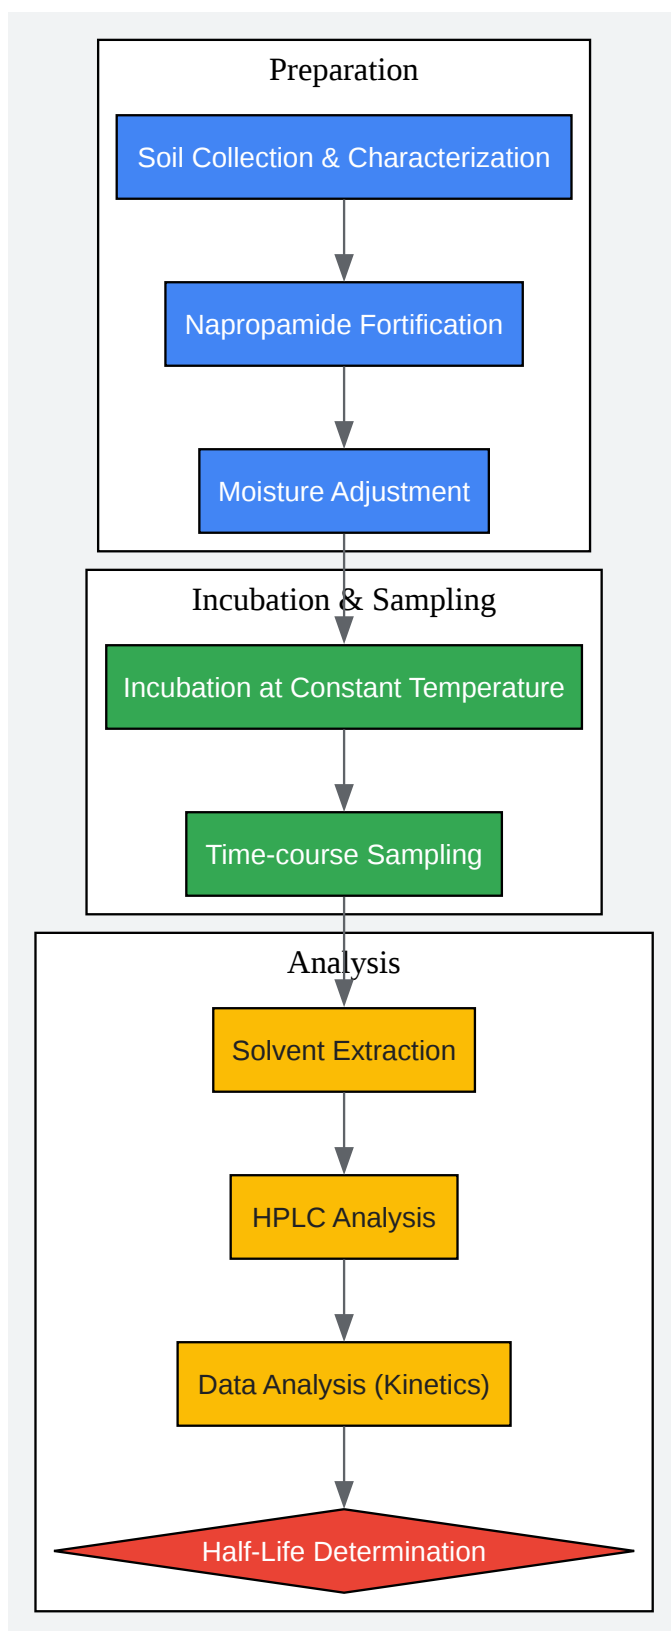 Preparation
Soil Collection & Characterization
Napropamide Fortification
Moisture Adjustment
Incubation & Sampling
Incubation at Constant Temperature
Time-course Sampling
Analysis
Solvent Extraction
HPLC Analysis
Data Analysis (Kinetics)
Half-Life Determination